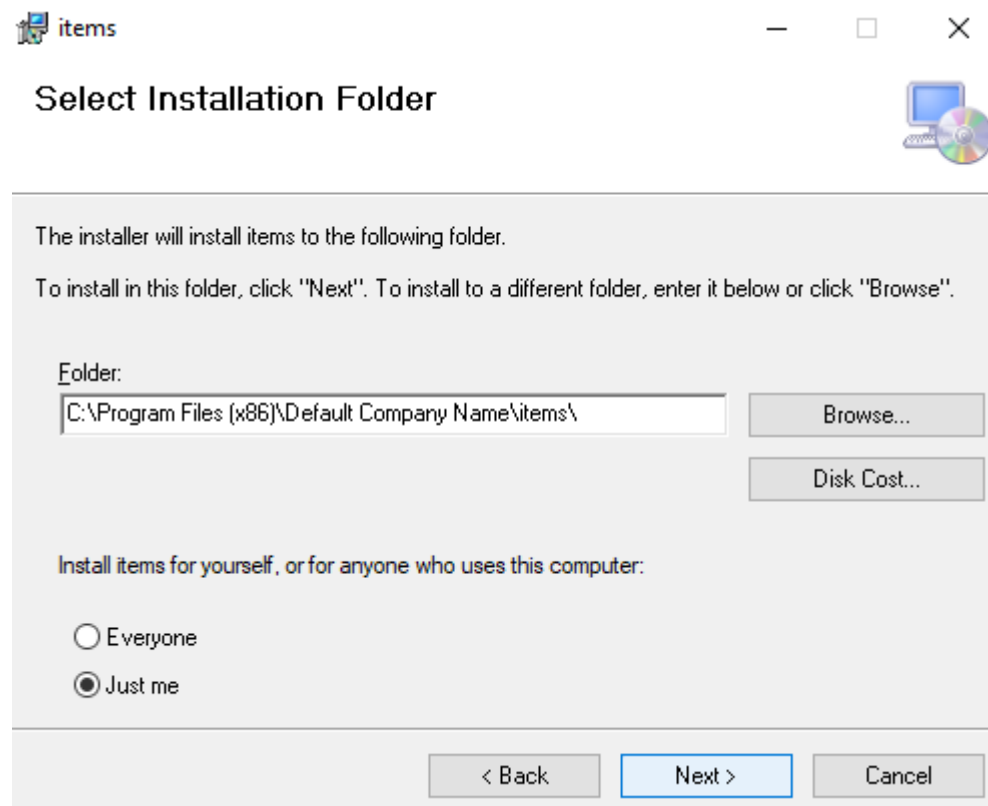 items
Select Installation Folder
The installer will install items to the following folder.
To install in this folder, click "Next". To install to a different folder, enter it below or click "Browse".
Folder:
C:\Program Files (x86)\Default Company Name\items\
Browse...
Disk Cost...
Install items for yourself, or for anyone who uses this computer:
Everyone
Just me
< Back Next > Cancel